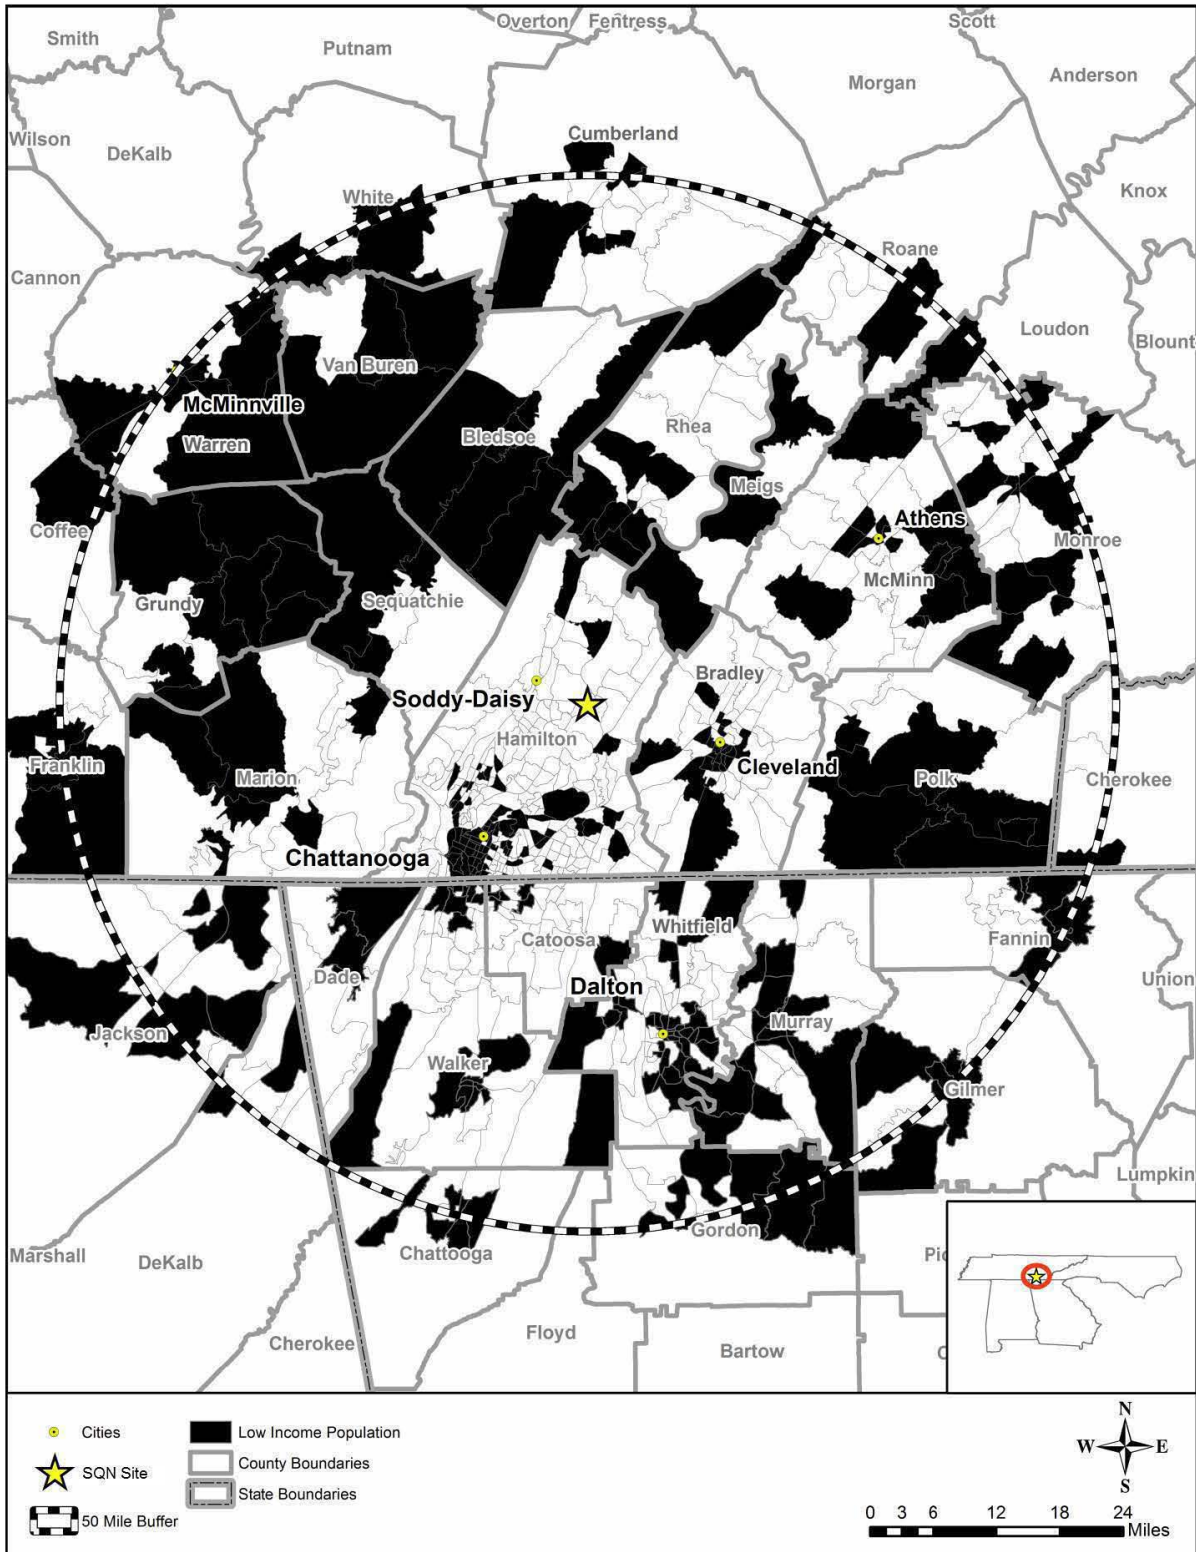 Overton
Fentress
Scott
Smith
Putnam
Anderson
Morgan
Wilson
DeKalb
Cumberland
Knox
White
Roane
Cannon
Loudon
Blount
Van Buren
McMinnville
Warren
Bledsoe
Rhea
Meigs
Athens
Coffee
Monroe
McMinn
Grundy
Sequatchie
Bradley
Soddy-Daisy
Hamilton
Franklin
Marion
Cleveland
Polk
Cherokee
Chattanooga
Whitfield
Catoosa
Fannin
Dade
Union
Dalton
Jackson
Murray
Walker
Gilmer
Lumpkin
Gordon
Marshall
DeKalb
Chattooga
Pic
Cherokee
Floyd
Bartow
C
Cities
SQN Site
50 Mile Buffer
Low Income Population
County Boundaries
State Boundaries
N
W E
S
0 3 6 12 18 24
Miles